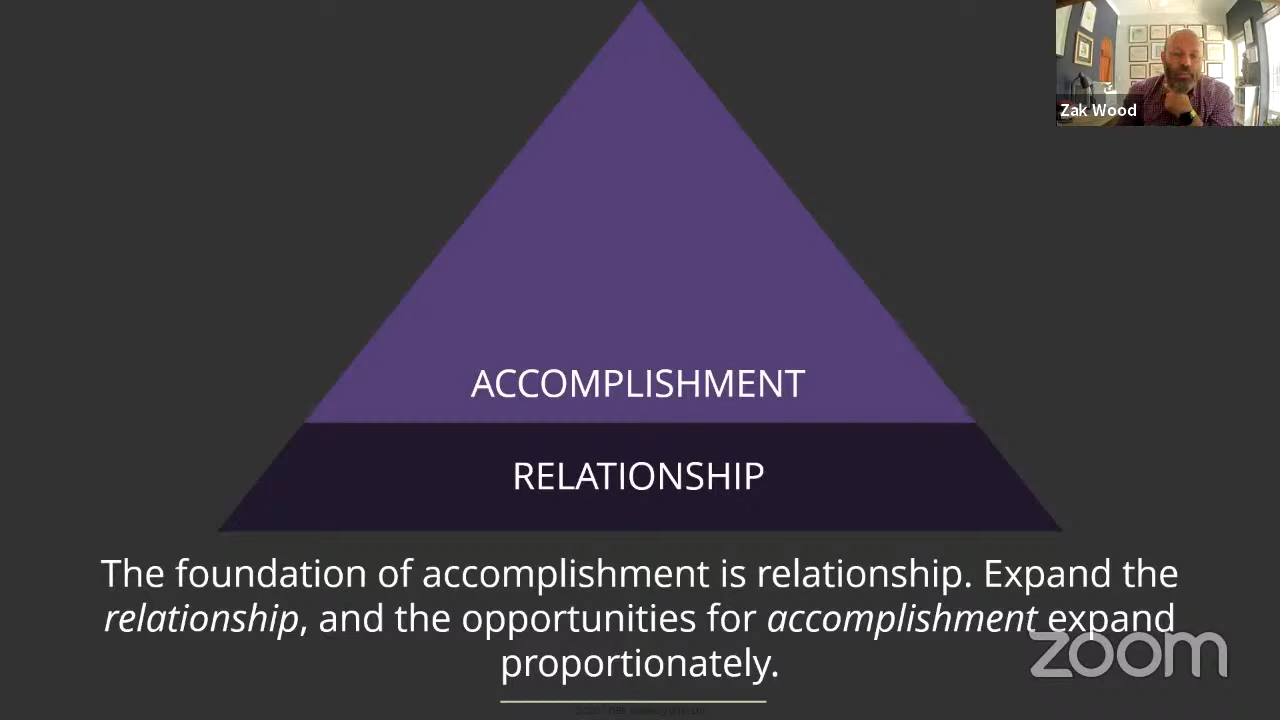 Zak Wood
ACCOMPLISHMENT
RELATIONSHIP
The foundation of accomplishment is relationship. Expand the
relationship, and the opportunities for accomplishment expand
proportionately.
zoom